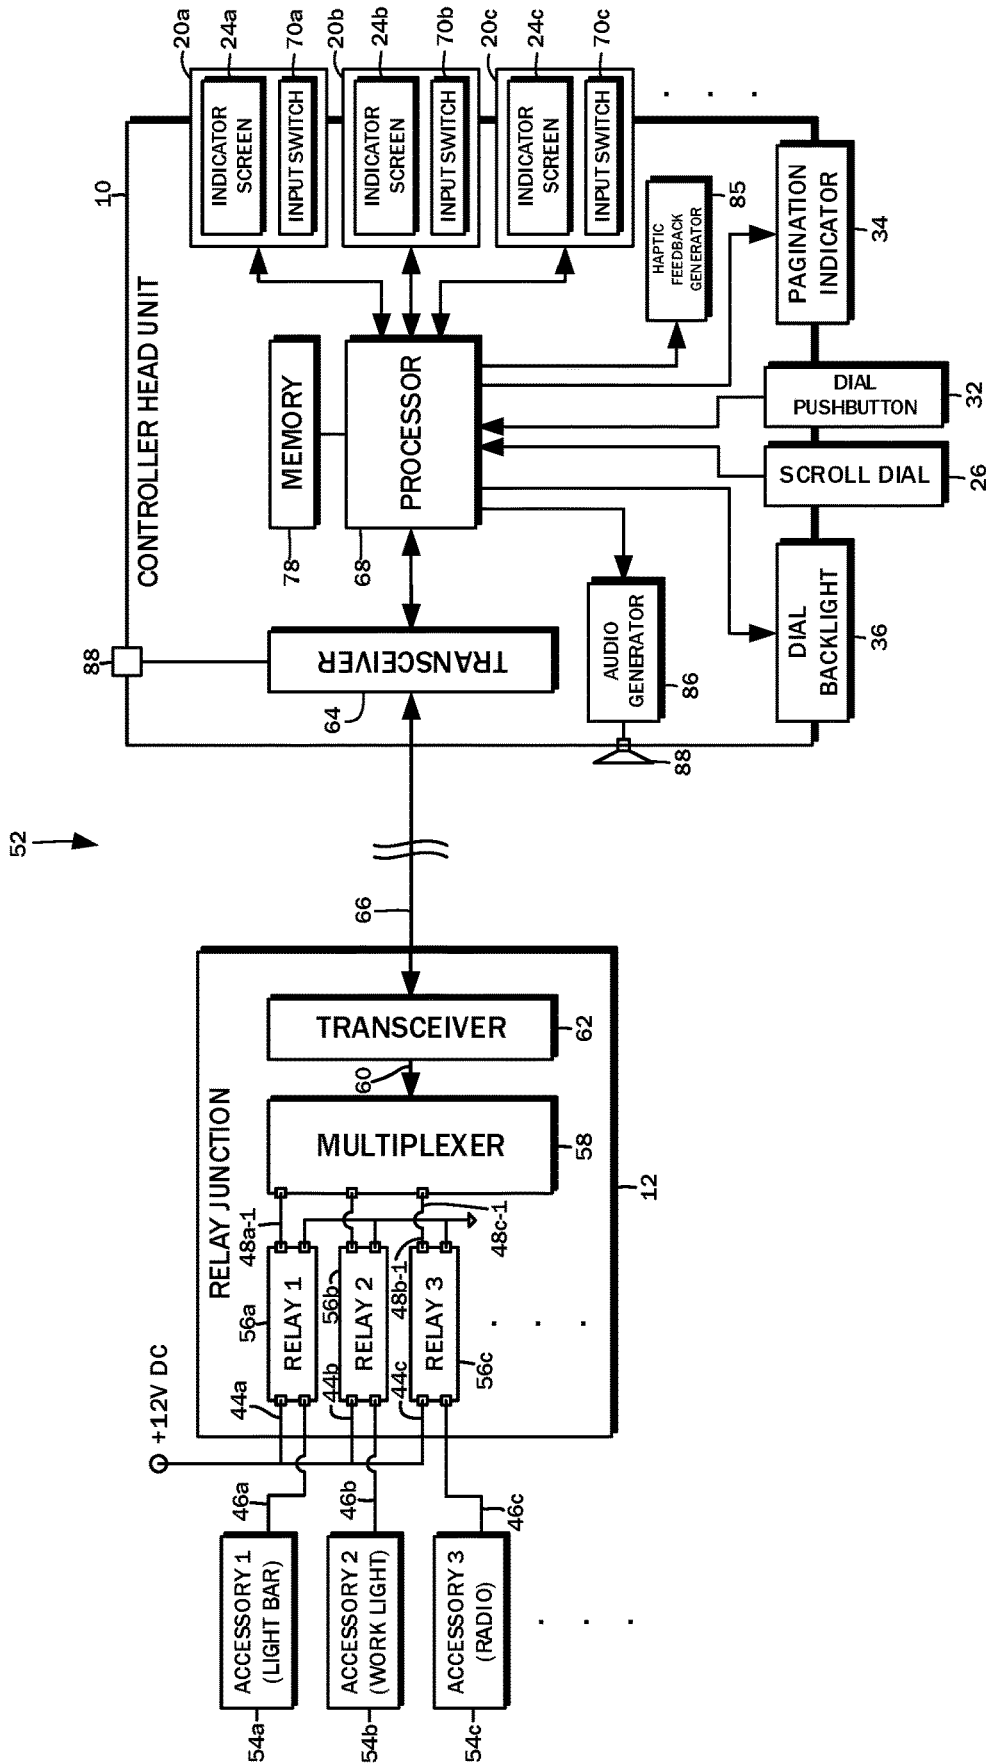 52
RELAY JUNCTION
CONTROLLER HEAD UNIT
10
12
+12V DC
ACCESSORY 1
(LIGHT BAR)
54a
46a
ACCESSORY 2
(WORK LIGHT)
54b
46b
ACCESSORY 3
(RADIO)
54c
46c
44a
44b
44c
RELAY 1
56a
RELAY 2
56b
RELAY 3
56c
48a-1
48b-1
48c-1
MULTIPLEXER
58
60
TRANSCEIVER
62
66
88
TRANSCEIVER
64
MEMORY
78
PROCESSOR
68
AUDIO
GENERATOR
86
88
20a
24a
INDICATOR
SCREEN
70a
INPUT SWITCH
20b
24b
INDICATOR
SCREEN
70b
INPUT SWITCH
20c
24c
INDICATOR
SCREEN
70c
INPUT SWITCH
HAPTIC
FEEDBACK
GENERATOR
85
DIAL
BACKLIGHT
36
SCROLL DIAL
26
DIAL
PUSHBUTTON
32
PAGINATION
INDICATOR
34